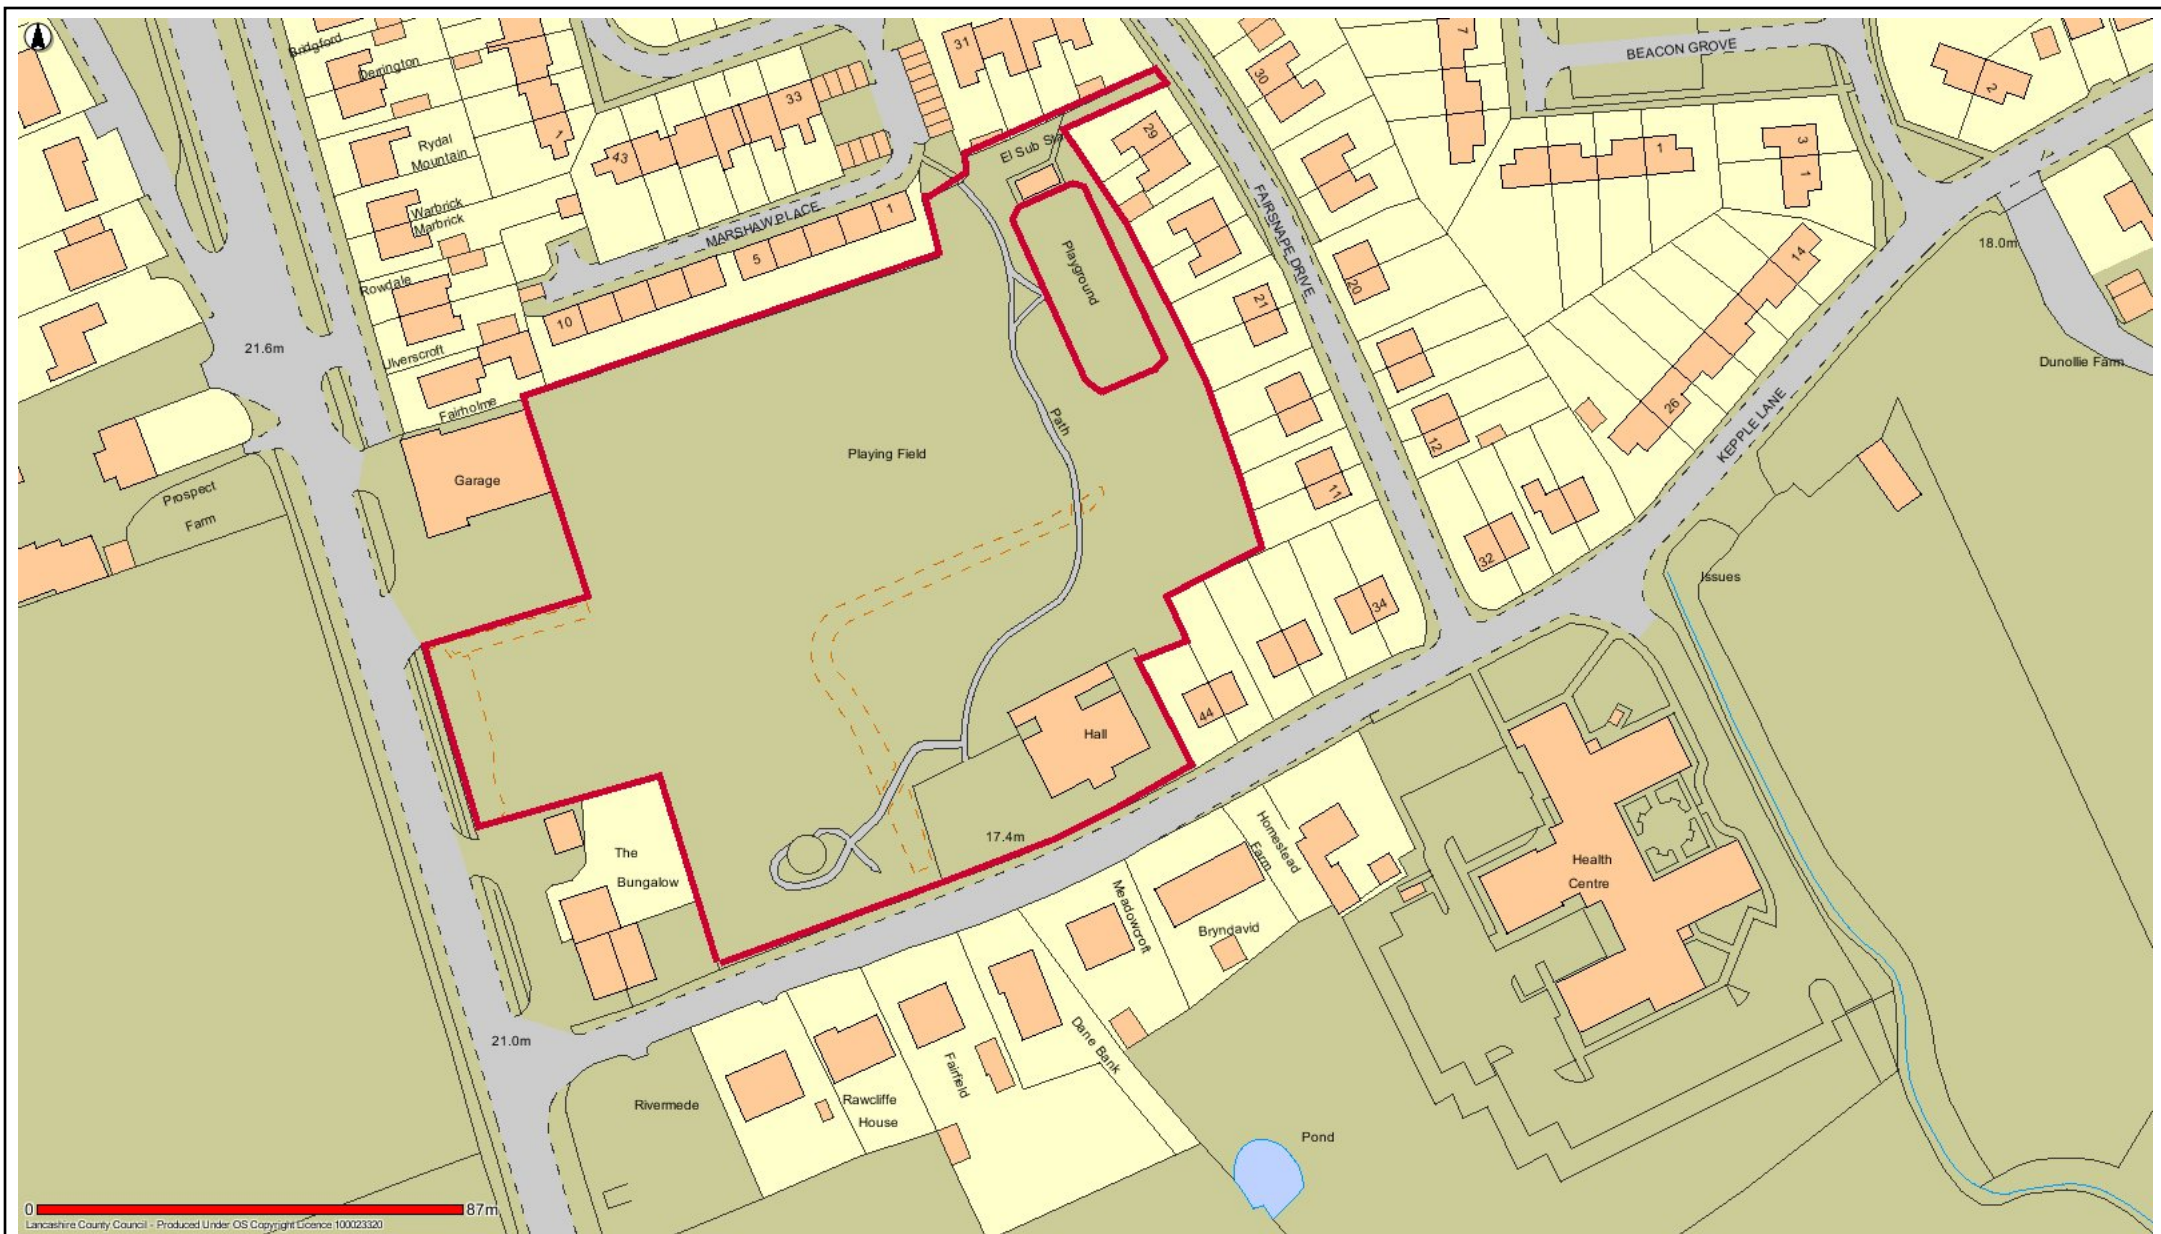 Bridgford
Derrington
31
30
7
BEACON GROVE
2
33
1
43
Rydal
Mountain
El Sub Sta
29
1
3
1
Warbrick
Marbrick
MARSHAW PLACE
1
FAIRSNAPE DRIVE
18.0m
5
Playground
14
Rowdale
20
21
10
21.6m
Ulverscroft
Dunollie Farm
Fairholme
Path
26
KEPPLE LANE
12
Playing Field
Garage
11
Prospect
Farm
32
Issues
34
44
Hall
17.4m
The
Bungalow
Homestead
Farm
Health
Centre
Meadowcroft
Bryndavid
21.0m
Dane Bank
Fairfield
Rivermede
Rawcliffe
House
Pond
0
87m
Lancashire County Council - Produced Under OS Copyright Licence 100023320